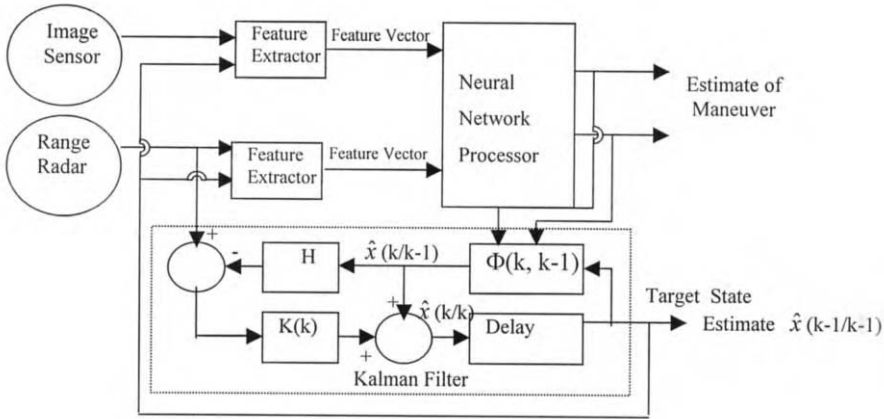 Image
Sensor
Feature
Extractor
Feature Vector
Neural
Network
Processor
Estimate of
Maneuver
Range
Radar
Feature
Extractor
Feature Vector
+
-
H
x̂ (k/k-1)
Φ(k, k-1)
Target State
Estimate x̂ (k-1/k-1)
K(k)
+
+
x̂ (k/k)
Delay
Kalman Filter